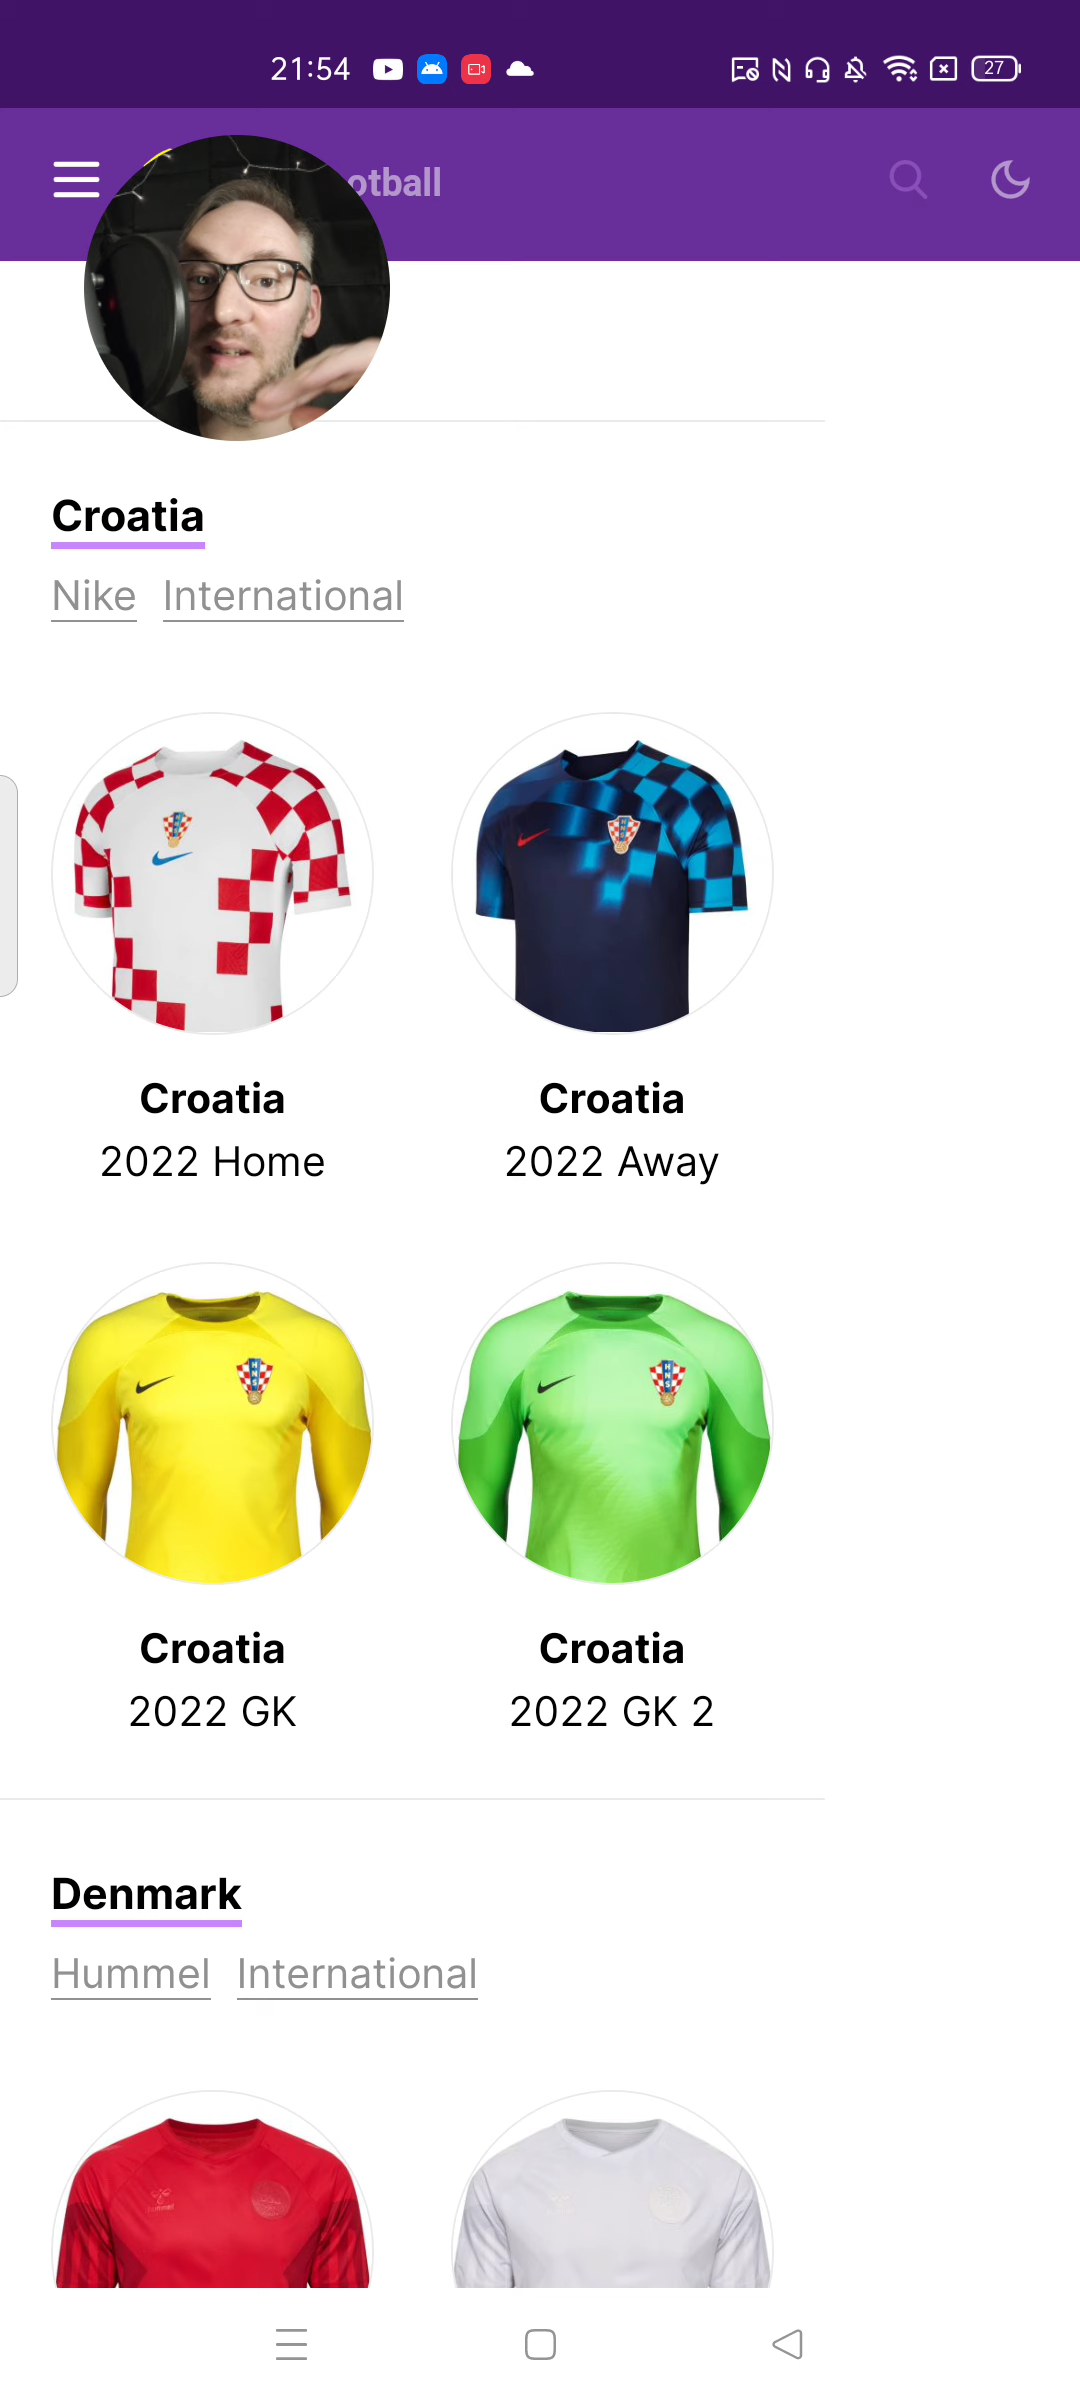 21:54
27
otball
Croatia
Nike International
Croatia
2022 Home
Croatia
2022 Away
Croatia
2022 GK
Croatia
2022 GK 2
Denmark
Hummel International
hummel